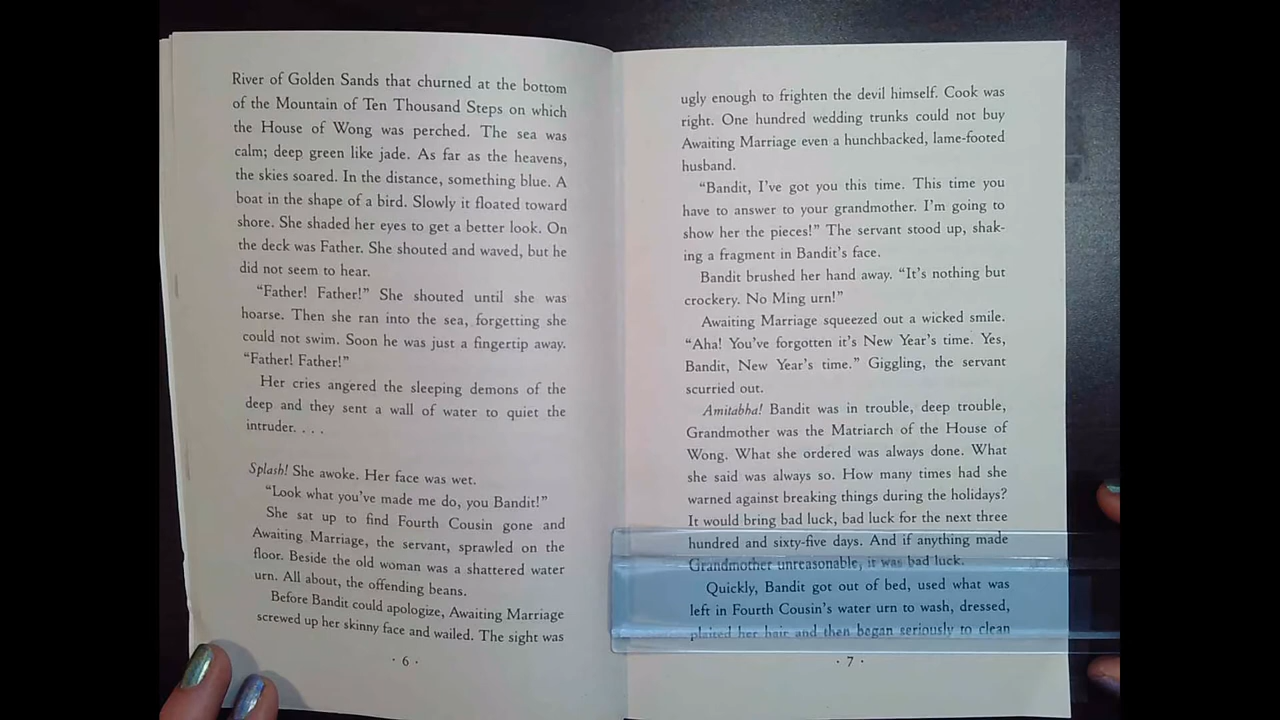 River of Golden Sands that churned at the bottom
of the Mountain of Ten Thousand Steps on which
the House of Wong was perched. The sea was
calm; deep green like jade. As far as the heavens,
the skies soared. In the distance, something blue. A
boat in the shape of a bird. Slowly it floated toward
shore. She shaded her eyes to get a better look. On
the deck was Father. She shouted and waved, but he
did not seem to hear.
“Father! Father!” She shouted until she was
hoarse. Then she ran into the sea, forgetting she
could not swim. Soon he was just a fingertip away.
“Father! Father!”
Her cries angered the sleeping demons of the
deep and they sent a wall of water to quiet the
intruder. . . .
Splash! She awoke. Her face was wet.
“Look what you’ve made me do, you Bandit!”
She sat up to find Fourth Cousin gone and
Awaiting Marriage, the servant, sprawled on the
floor. Beside the old woman was a shattered water
urn. All about, the offending beans.
Before Bandit could apologize, Awaiting Marriage
screwed up her skinny face and wailed. The sight was
· 6 ·
ugly enough to frighten the devil himself. Cook was
right. One hundred wedding trunks could not buy
Awaiting Marriage even a hunchbacked, lame-footed
husband.
“Bandit, I’ve got you this time. This time you
have to answer to your grandmother. I’m going to
show her the pieces!” The servant stood up, shak-
ing a fragment in Bandit’s face.
Bandit brushed her hand away. “It’s nothing but
crockery. No Ming urn!”
Awaiting Marriage squeezed out a wicked smile.
“Aha! You’ve forgotten it’s New Year’s time. Yes,
Bandit, New Year’s time.” Giggling, the servant
scurried out.
Amitabha! Bandit was in trouble, deep trouble,
Grandmother was the Matriarch of the House of
Wong. What she ordered was always done. What
she said was always so. How many times had she
warned against breaking things during the holidays?
It would bring bad luck, bad luck for the next three
hundred and sixty-five days. And if anything made
Grandmother unreasonable, it was bad luck.
Quickly, Bandit got out of bed, used what was
left in Fourth Cousin’s water urn to wash, dressed,
plaited her hair and then began seriously to clean
· 7 ·